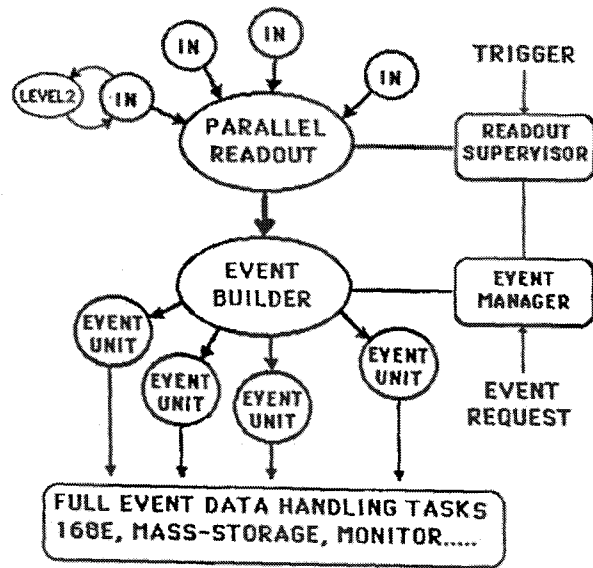 IN
IN
IN
LEVEL2
IN
TRIGGER
PARALLEL
READOUT
READOUT
SUPERVISOR
EVENT
BUILDER
EVENT
MANAGER
EVENT
UNIT
EVENT
UNIT
EVENT
UNIT
EVENT
UNIT
EVENT
REQUEST
FULL EVENT DATA HANDLING TASKS
168E, MASS-STORAGE, MONITOR.....